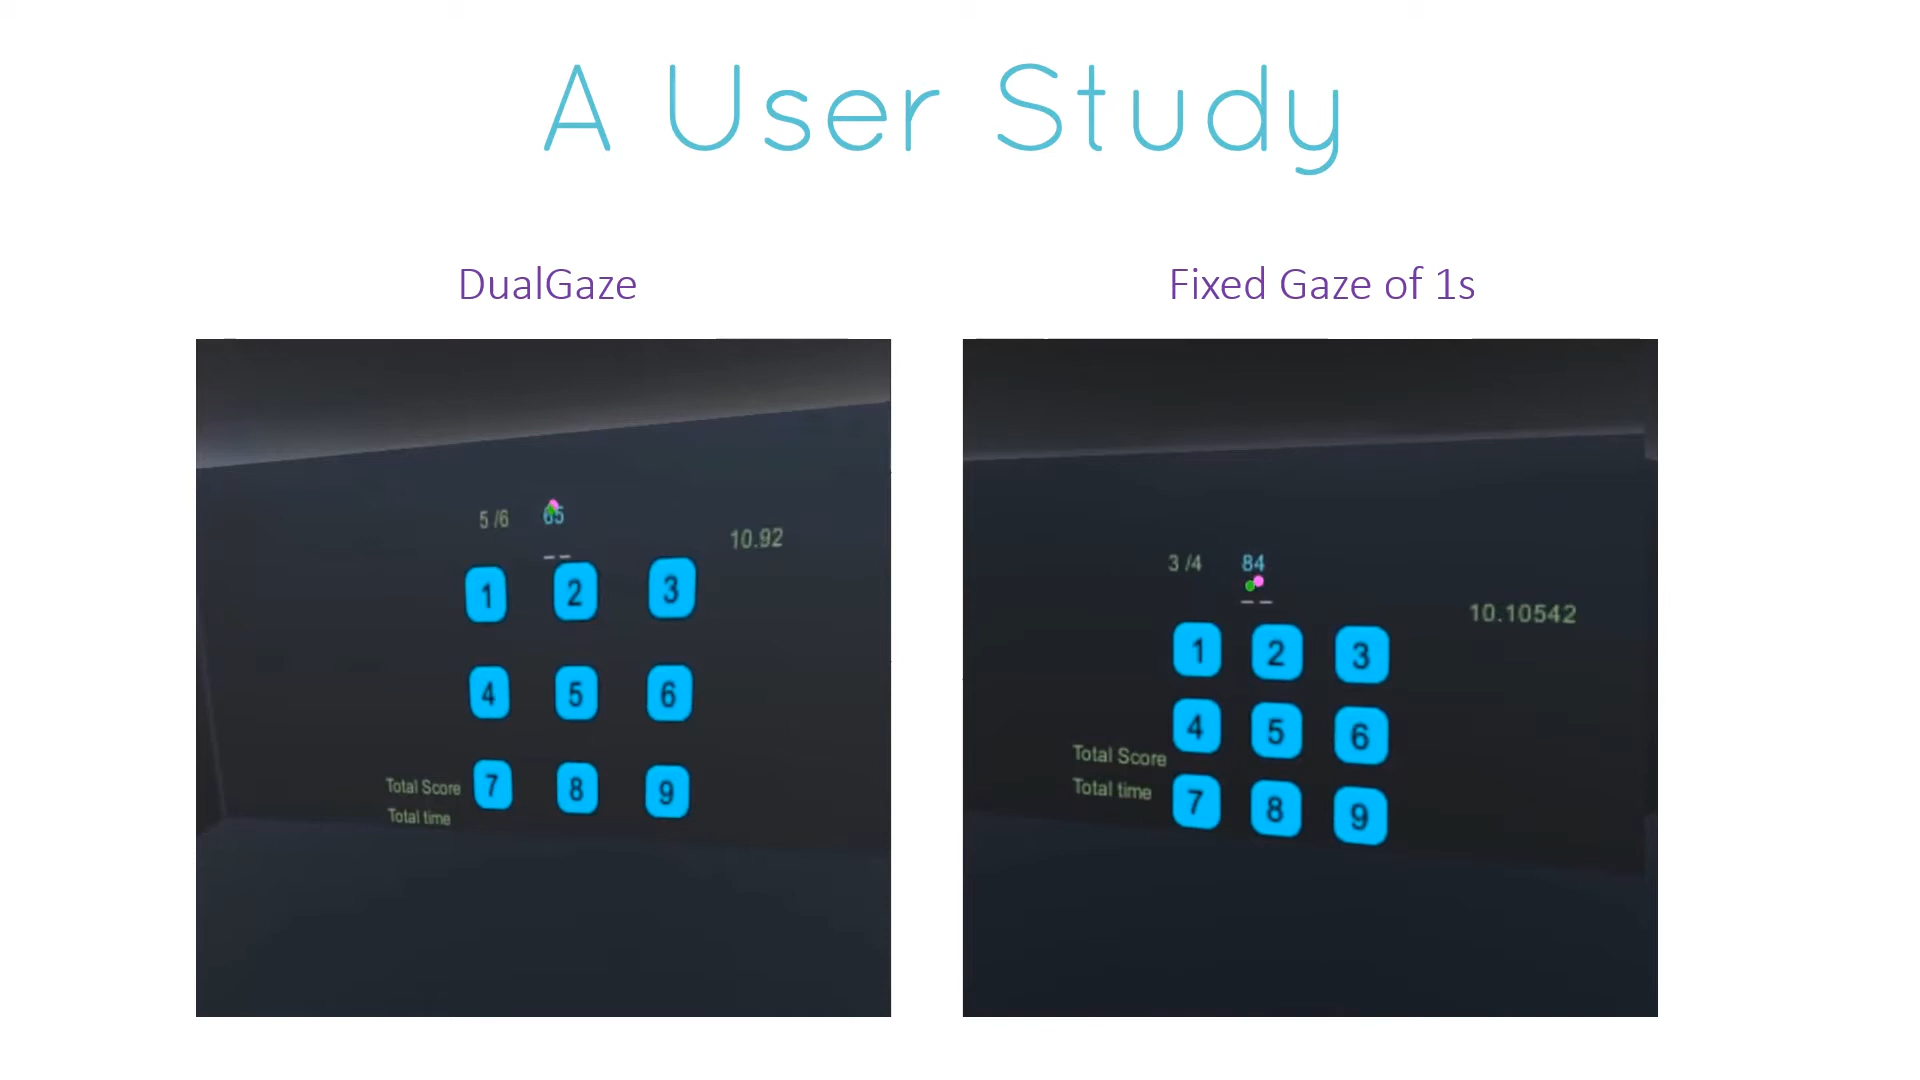 A User Study
DualGaze
Fixed Gaze of 1s
5 /6
65
10.92
_ _
1 2 3
4 5 6
7 8 9
Total Score
Total time
3 /4
84
10.10542
_ _
1 2 3
4 5 6
7 8 9
Total Score
Total time